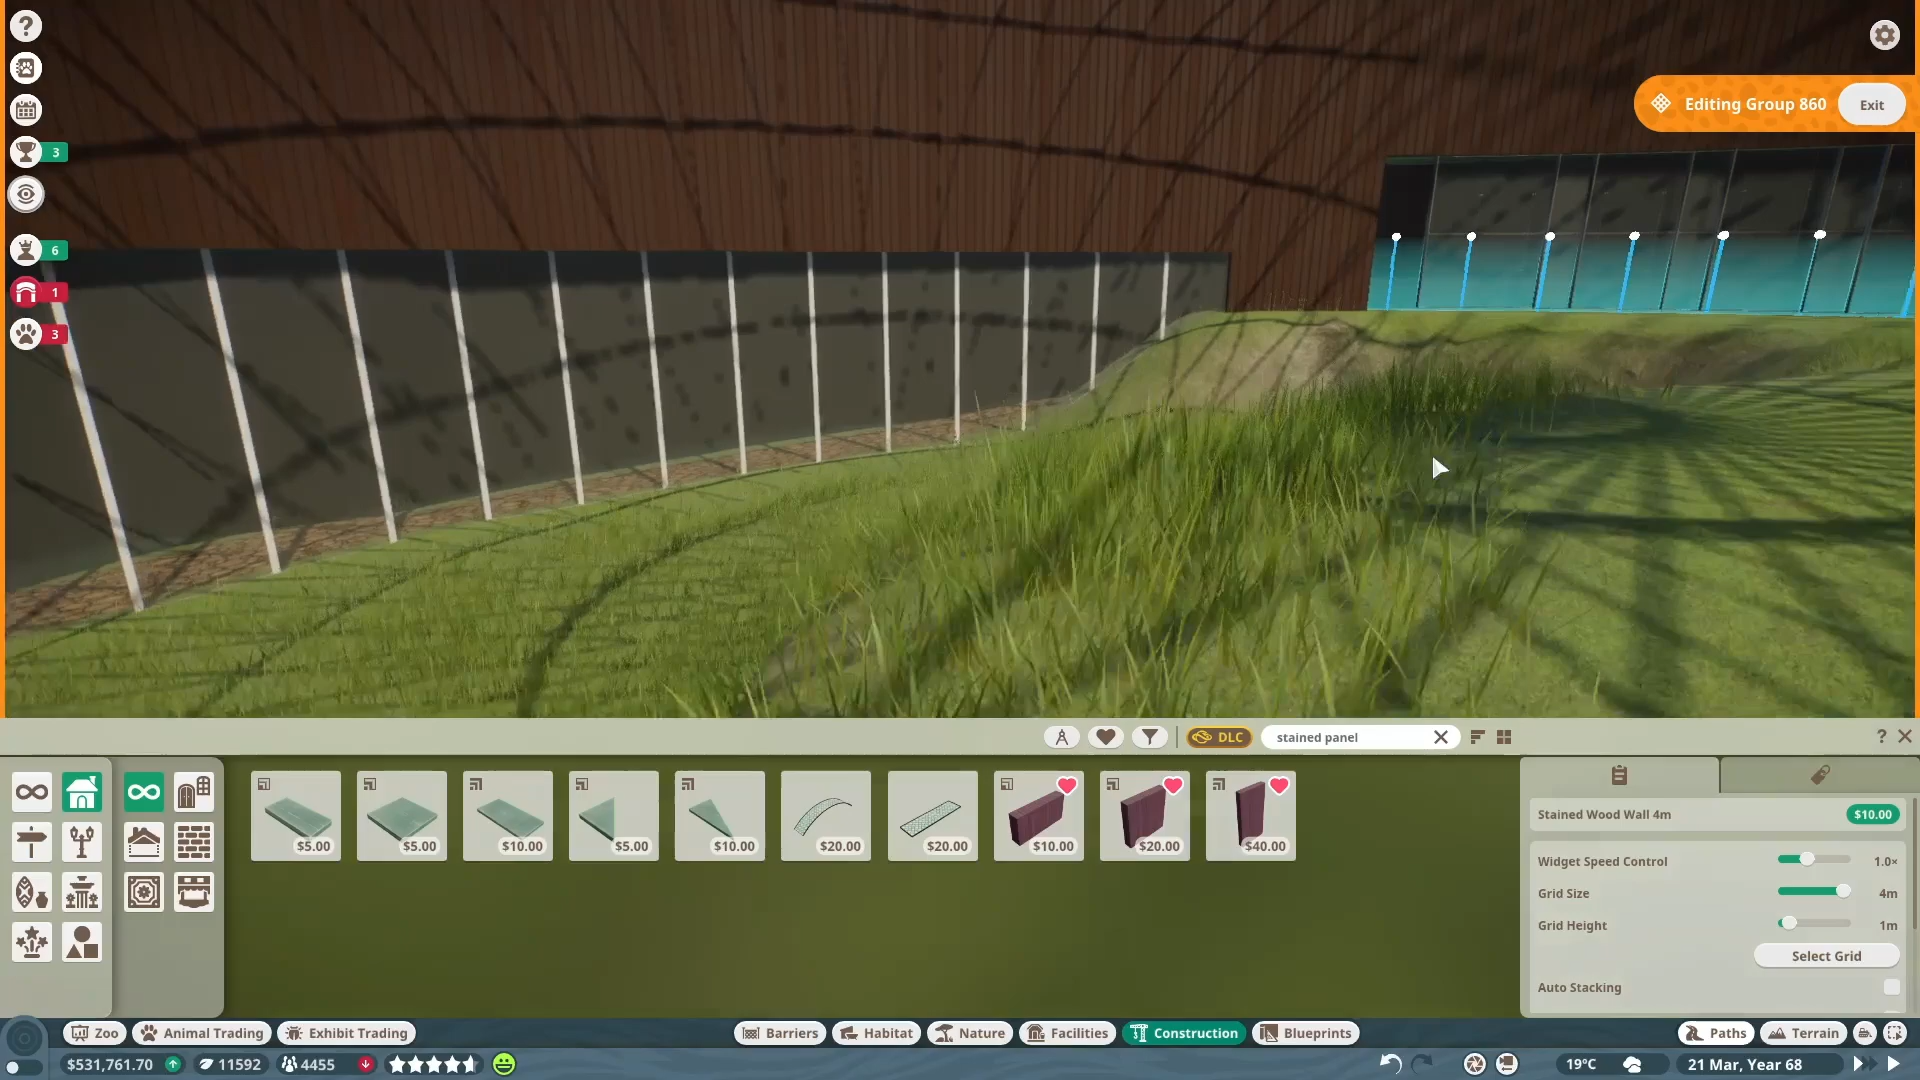 ?
3
Editing Group 860 Exit
6
1
3
DLC stained panel
?
$5.00 $5.00 $10.00 $5.00 $10.00 $20.00 $20.00 $10.00 $20.00 $40.00
Stained Wood Wall 4m $10.00
Widget Speed Control 1.0×
Grid Size 4m
Grid Height 1m
Select Grid
Auto Stacking
Zoo Animal Trading Exhibit Trading Barriers Habitat Nature Facilities Construction Blueprints Paths Terrain
$531,761.70 11592 4455 19°C 21 Mar, Year 68